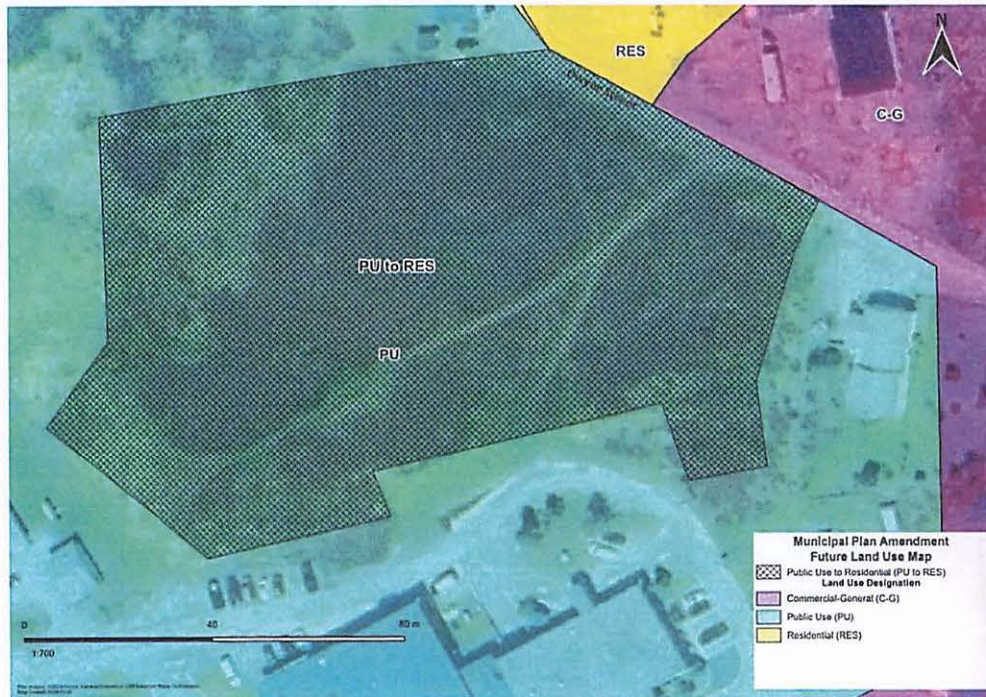 RES
N
C-G
PU to RES
PU
Municipal Plan Amendment
Future Land Use Map
Public Use to Residential (PU to RES)
Land Use Designation
Commercial-General (C-G)
Public Use (PU)
Residential (RES)
0 40 80 m
1:700